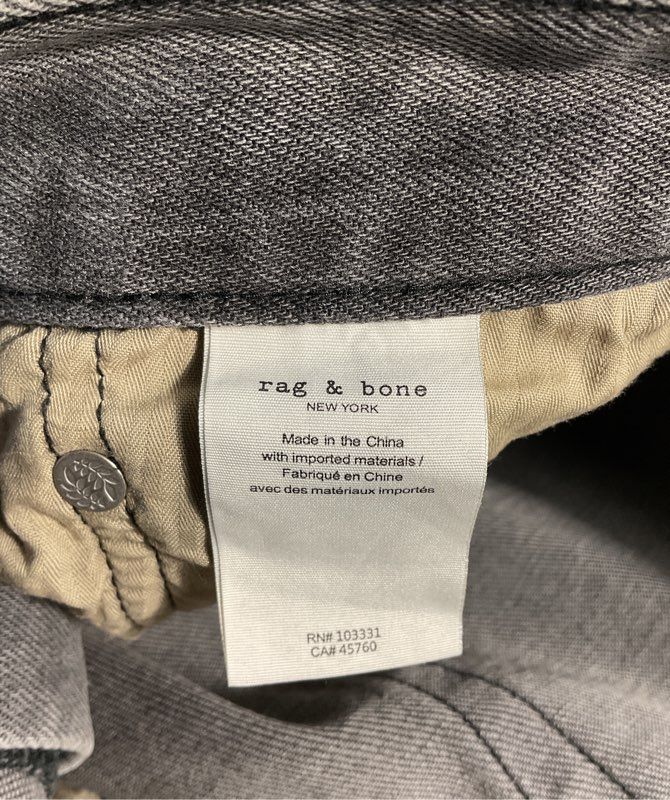 rag & bone
NEW YORK
Made in the China
with imported materials /
Fabriqué en Chine
avec des matériaux importés
RN# 103331
CA# 45760